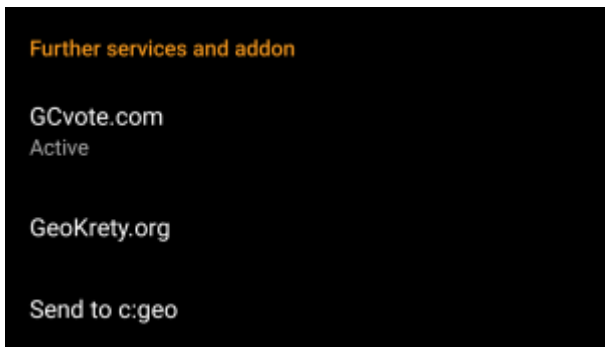 Further services and addon
GCvote.com
Active
GeoKrety.org
Send to c:geo